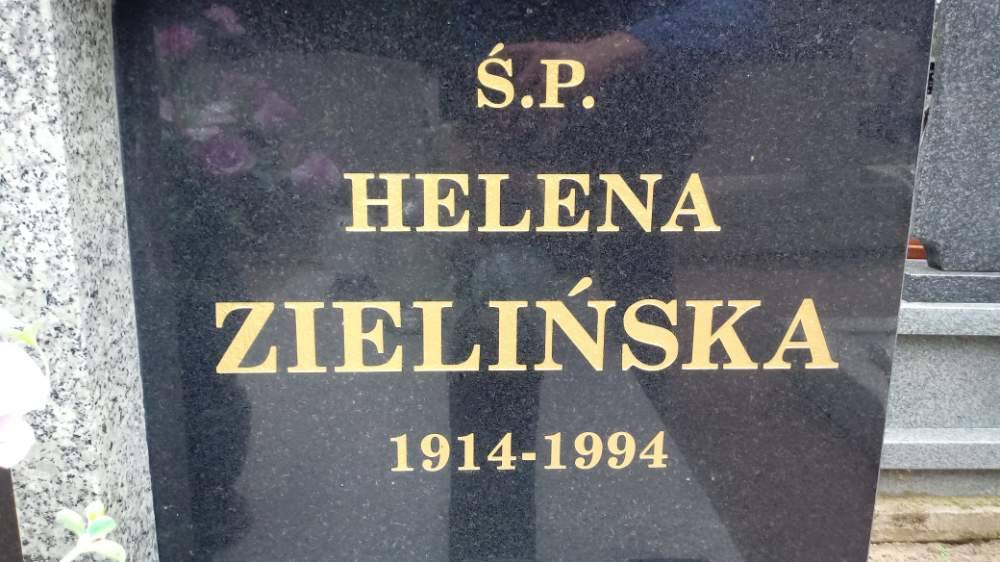 Ś.P.
HELENA
ZIELIŃSKA
1914-1994